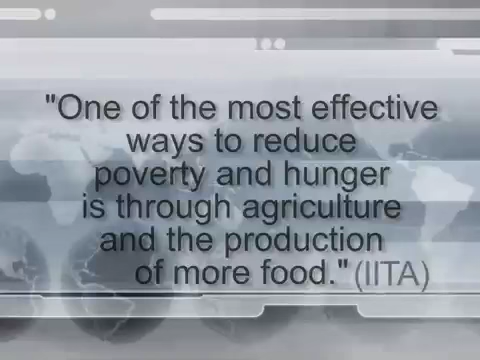 "One of the most effective
ways to reduce
poverty and hunger
is through agriculture
and the production
of more food." (IITA)